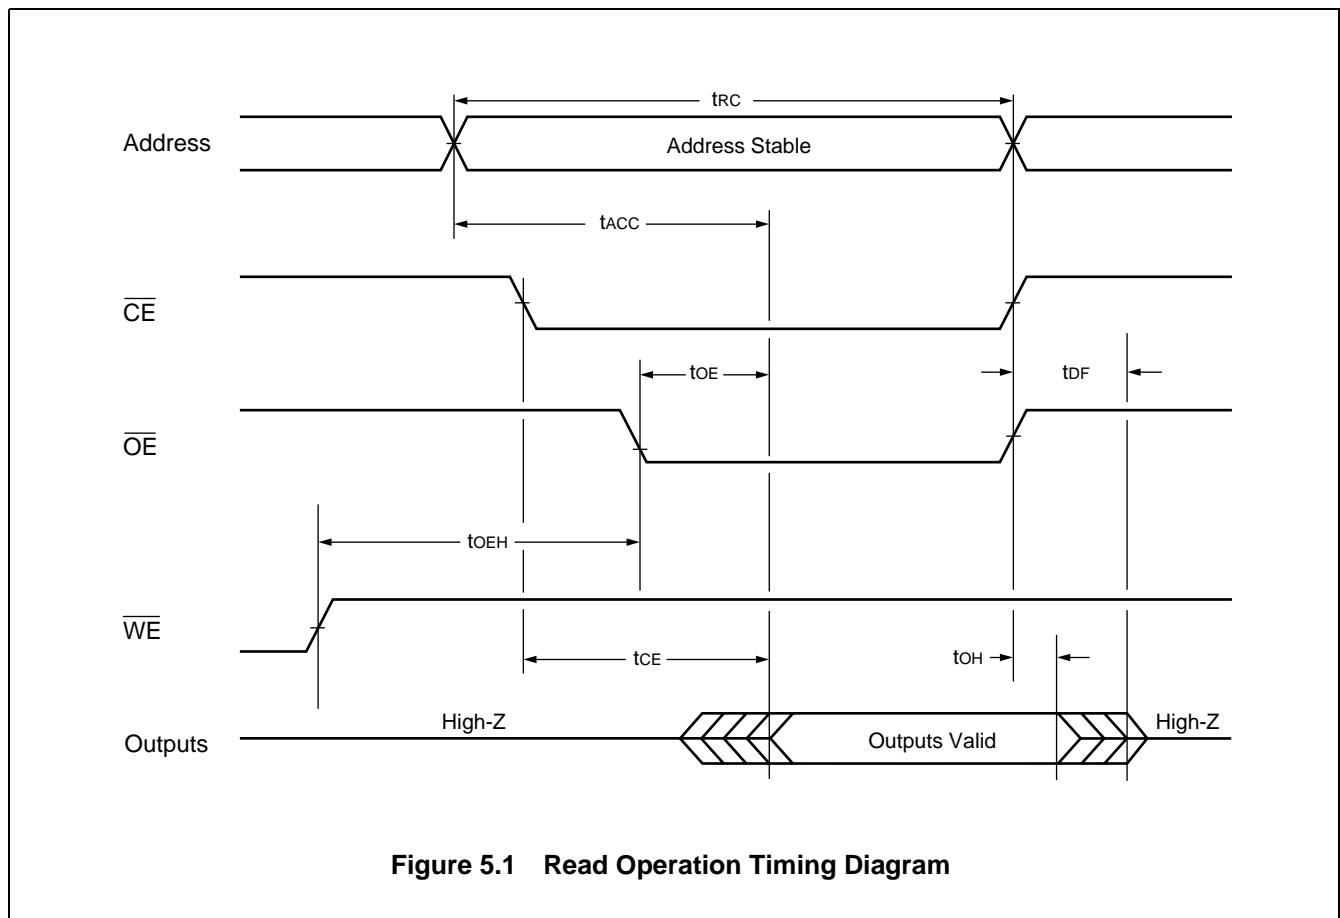 tRC
Address
Address Stable
tACC
CE
tOE
tDF
OE
tOEH
WE
tCE
tOH
High-Z
High-Z
Outputs
Outputs Valid
Figure 5.1 Read Operation Timing Diagram